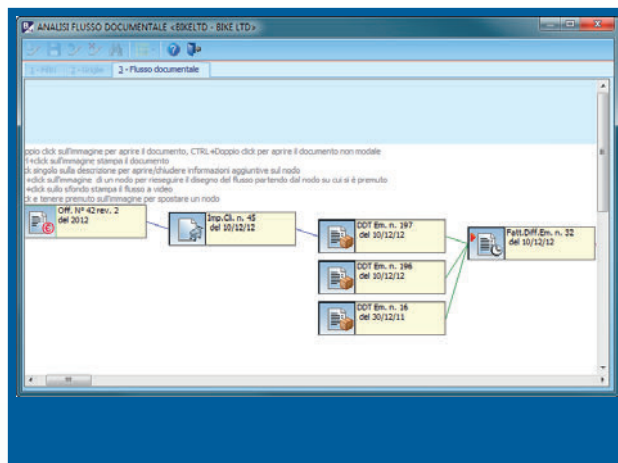 ANALISI FLUSSO DOCUMENTALE <BIKELTD - BIKE LTD>
3 - Flusso documentale
ppio click sull'immagine per aprire il documento, CTRL+Doppio click per aprire il documento non modale
+click sull'immagine stampa il documento
singolo sulla descrizione per aprire/chiudere informazioni aggiuntive sul nodo
+click sull'immagine di un nodo per rieseguire il disegno del flusso partendo dal nodo su cui si è premuto
+click sullo sfondo stampa il flusso a video
e tenere premuto sull'immagine per spostare un nodo
Off. N° 42 rev. 2
del 2012
Imp.Cl. n. 45
del 10/12/12
DDT Em. n. 197
del 10/12/12
DDT Em. n. 196
del 10/12/12
DDT Em. n. 16
del 30/12/11
Fatt.Diff.Em. n. 32
del 10/12/12